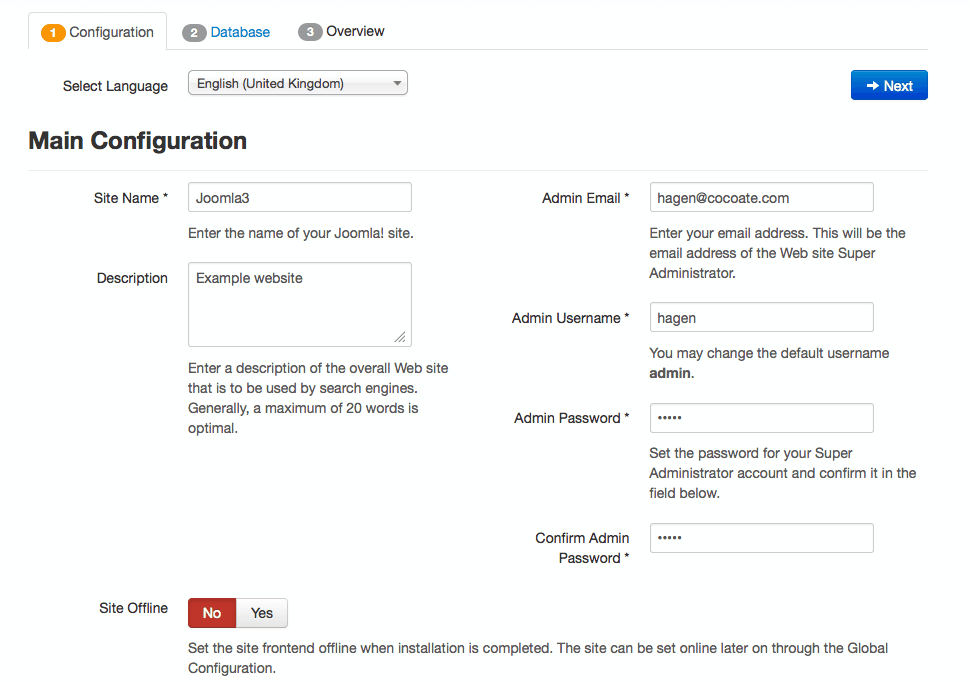 1 Configuration
2 Database
3 Overview
Select Language
English (United Kingdom)
Next
Main Configuration
Site Name *
Joomla3
Enter the name of your Joomla! site.
Description
Example website
Enter a description of the overall Web site
that is to be used by search engines.
Generally, a maximum of 20 words is
optimal.
Admin Email *
hagen@cocoate.com
Enter your email address. This will be the
email address of the Web site Super
Administrator.
Admin Username *
hagen
You may change the default username
admin.
Admin Password *
•••••
Set the password for your Super
Administrator account and confirm it in the
field below.
Confirm Admin
Password *
•••••
Site Offline
No
Yes
Set the site frontend offline when installation is completed. The site can be set online later on through the Global
Configuration.